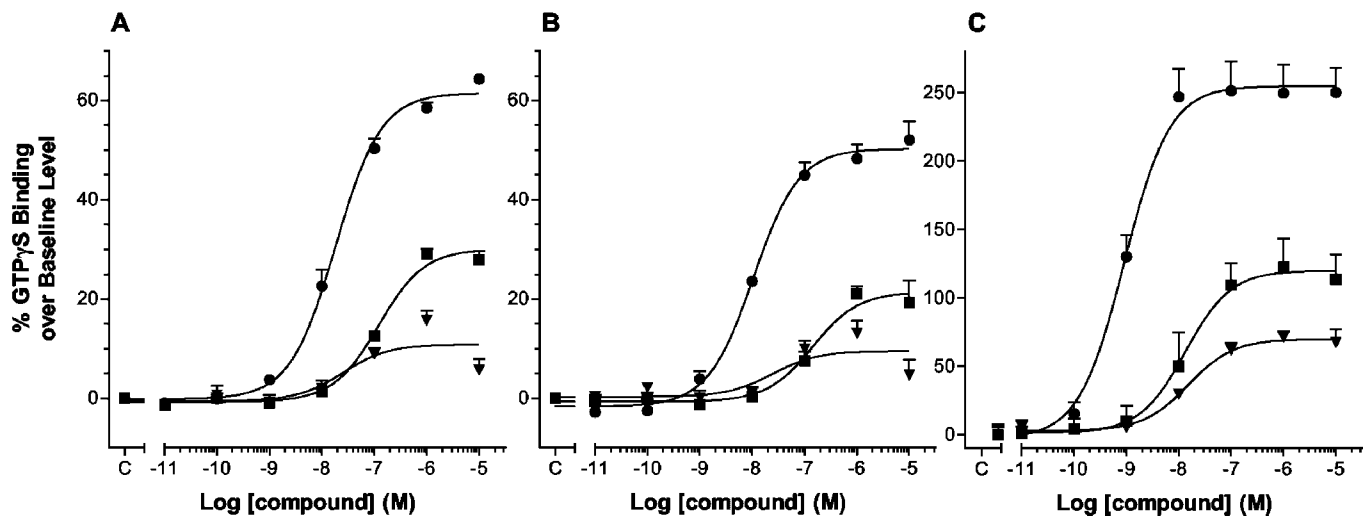 A
B
C
% GTPγS Binding
over Baseline Level
60
40
20
0
60
40
20
0
250
200
150
100
50
0
C -11 -10 -9 -8 -7 -6 -5
C -11 -10 -9 -8 -7 -6 -5
C -11 -10 -9 -8 -7 -6 -5
Log [compound] (M)
Log [compound] (M)
Log [compound] (M)